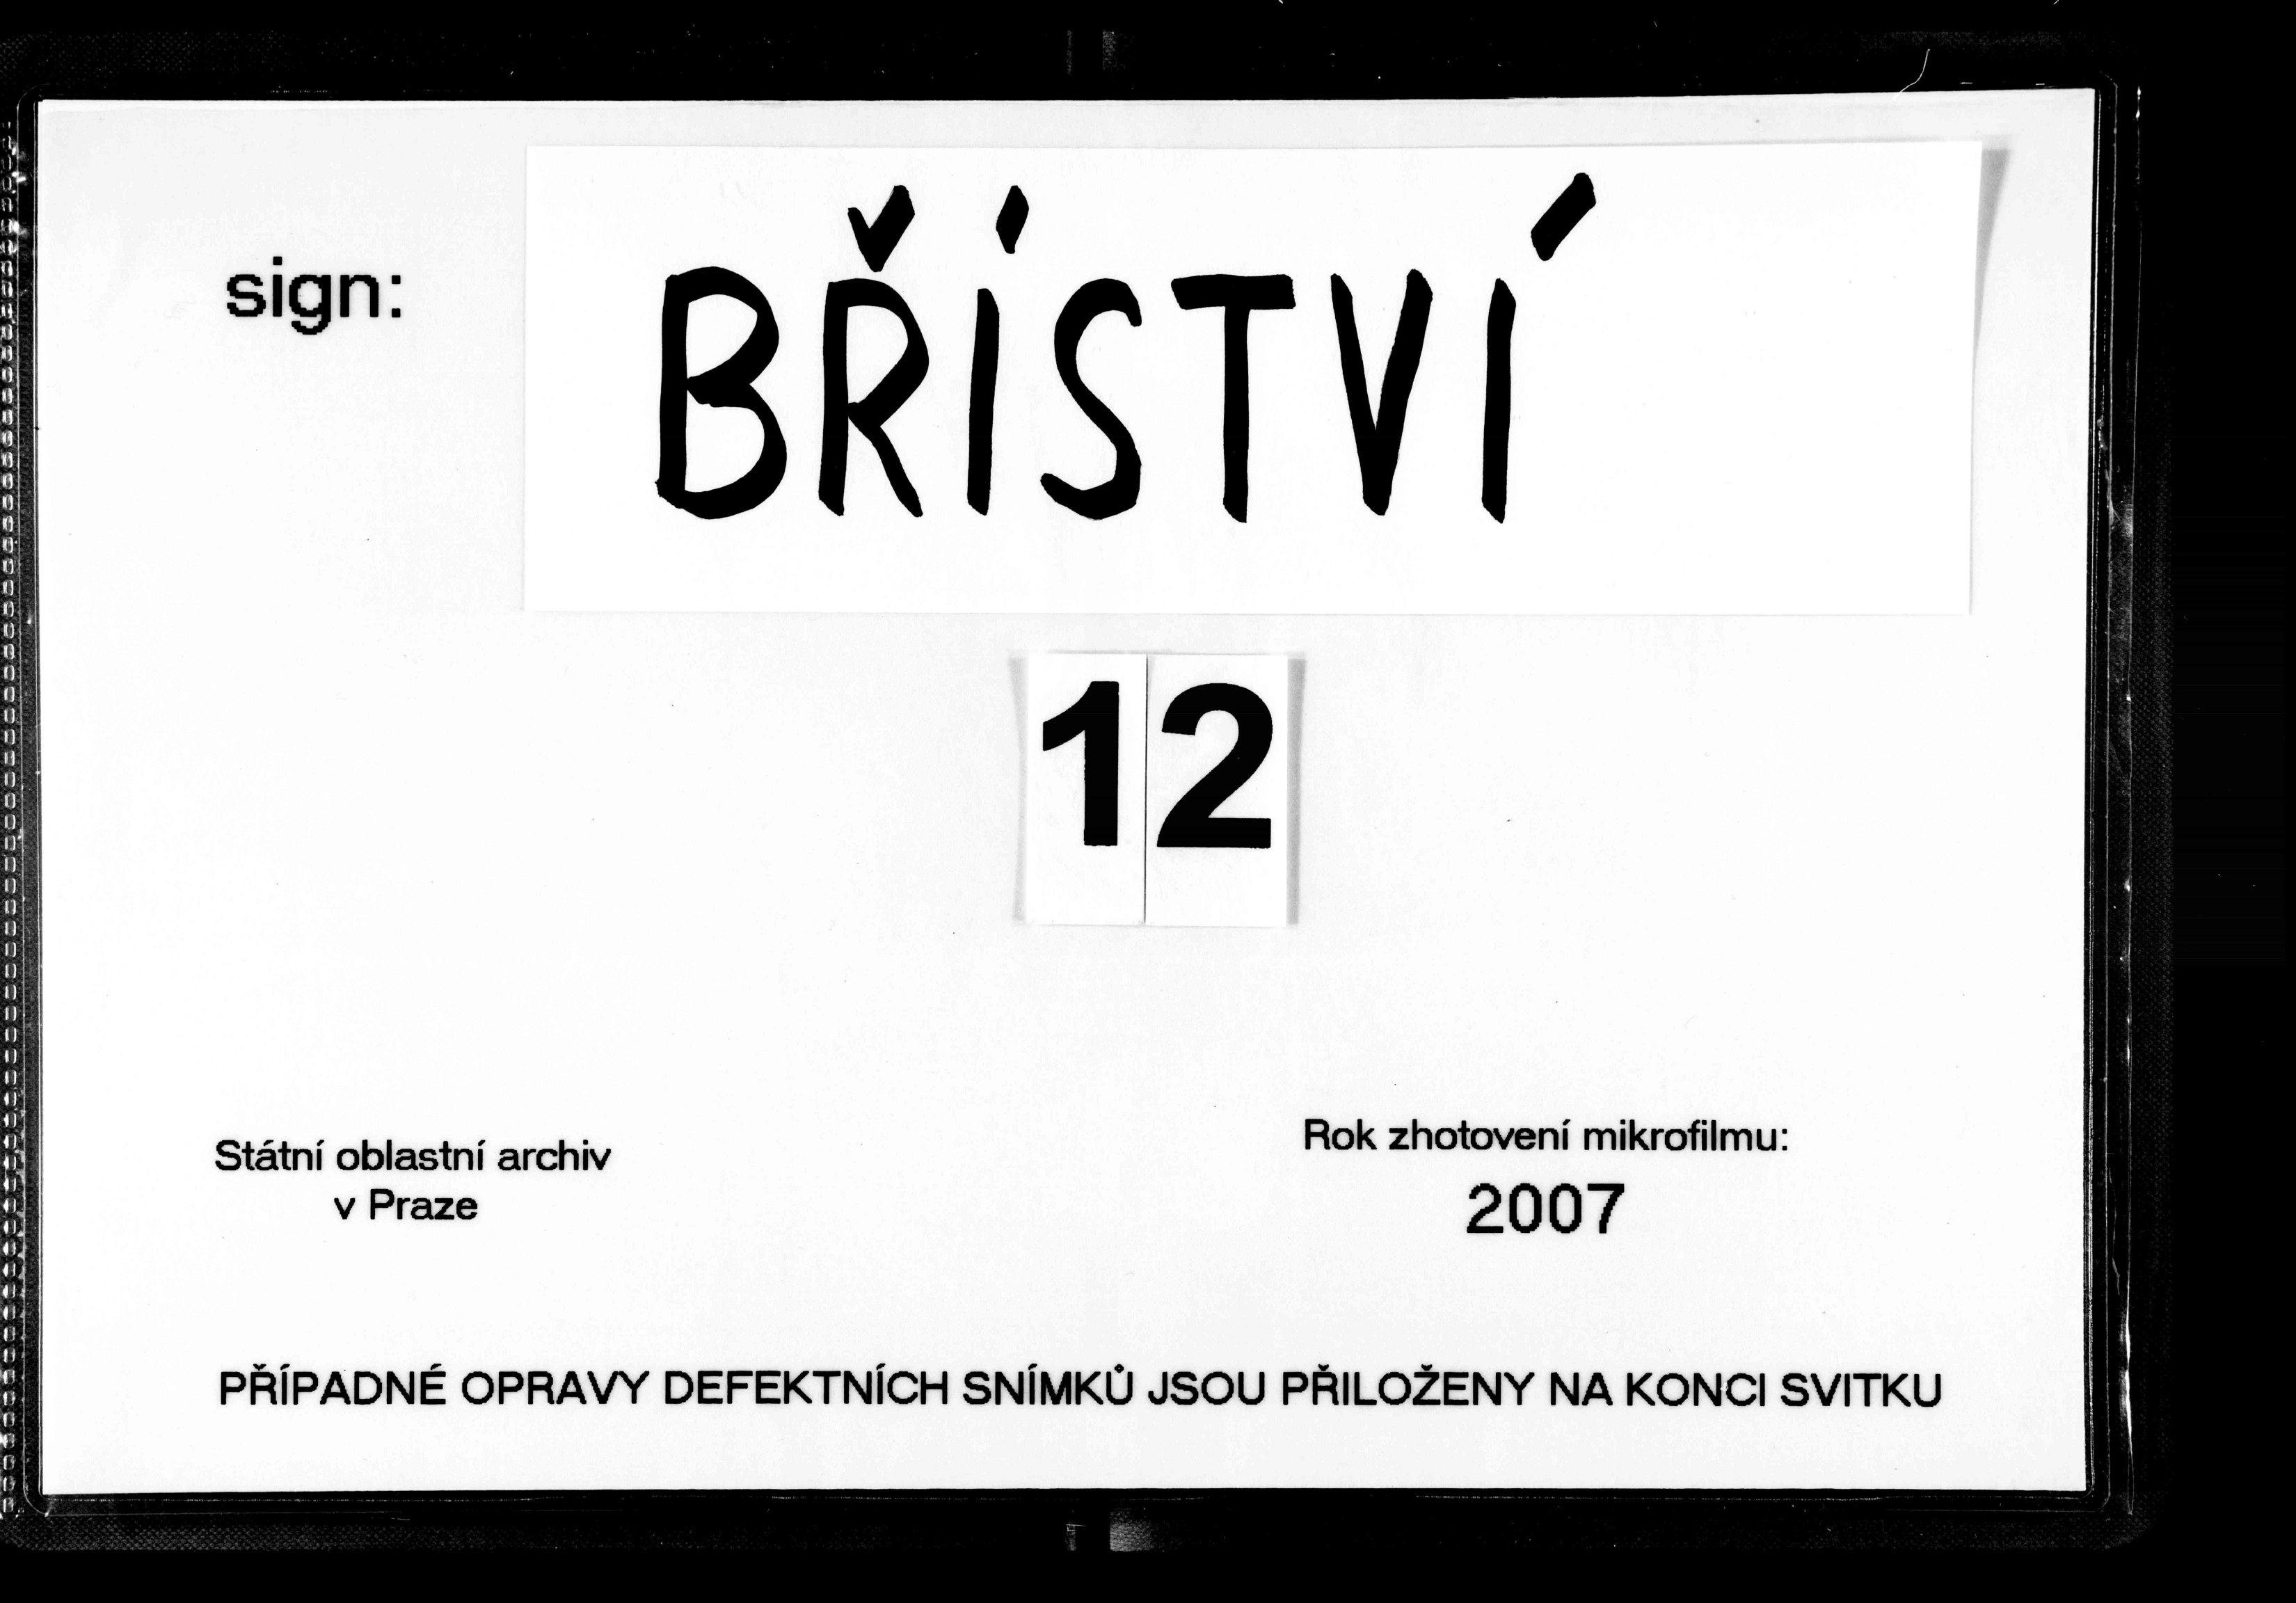 sign:
BŘÍSTVÍ
12
Státní oblastní archiv
v Praze
Rok zhotovení mikrofilmu:
2007
PŘÍPADNÉ OPRAVY DEFEKTNÍCH SNÍMKŮ JSOU PŘILOŽENY NA KONCI SVITKU